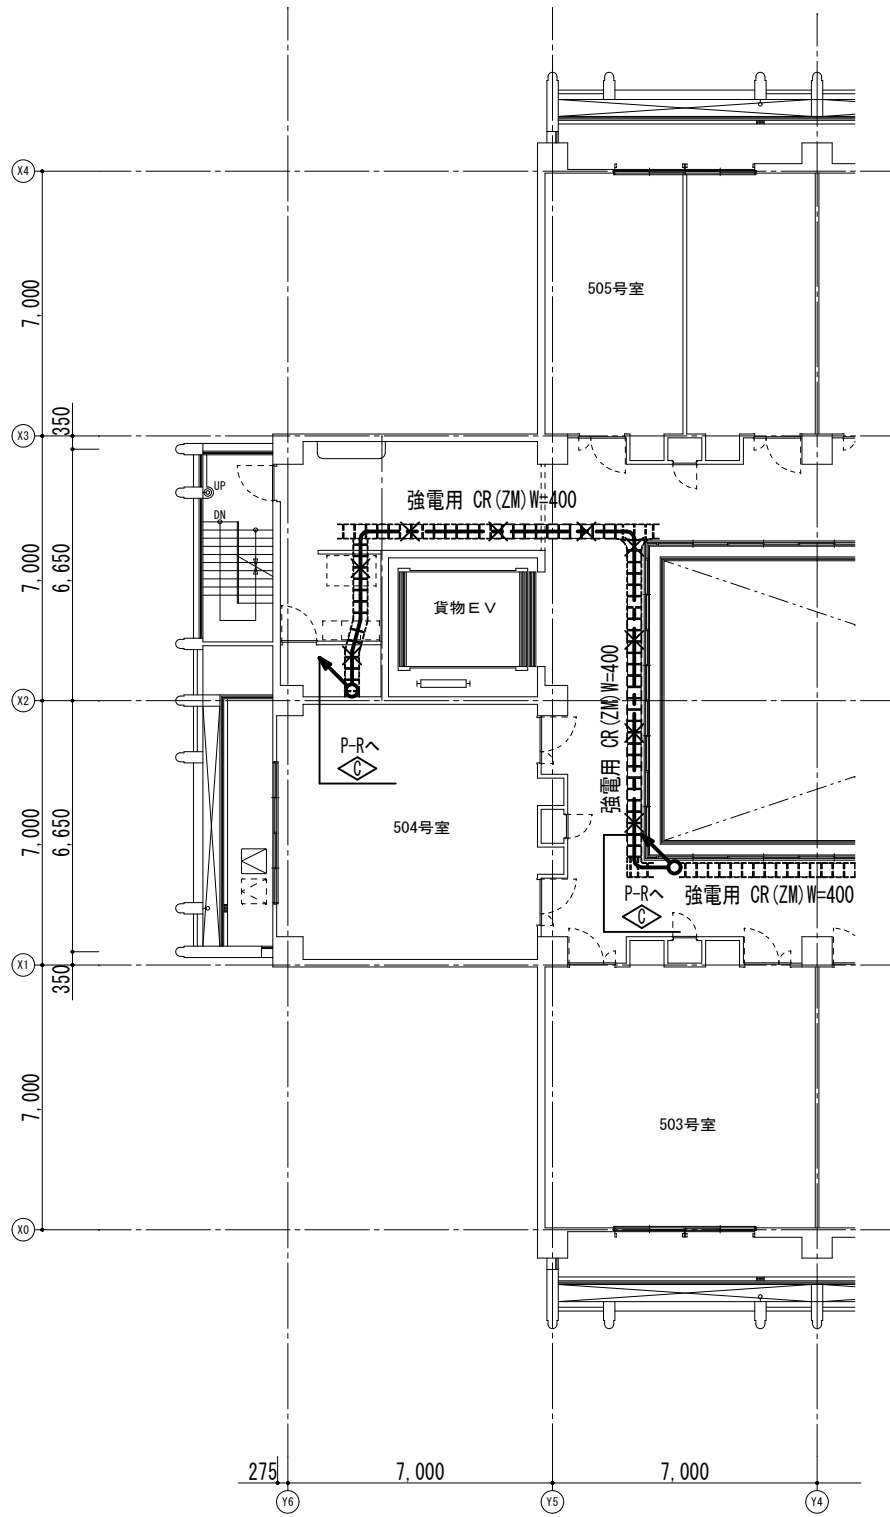 X4
7,000
505号室
350
X3
UP
DN
強電用 CR(ZM)W=400
7,000
6,650
貨物EV
強電用 CR(ZM)W=400
X2
P-Rへ
C
504号室
7,000
6,650
P-Rへ
C
強電用 CR(ZM)W=400
X1
350
7,000
503号室
X0
275
7,000
7,000
Y6
Y5
Y4